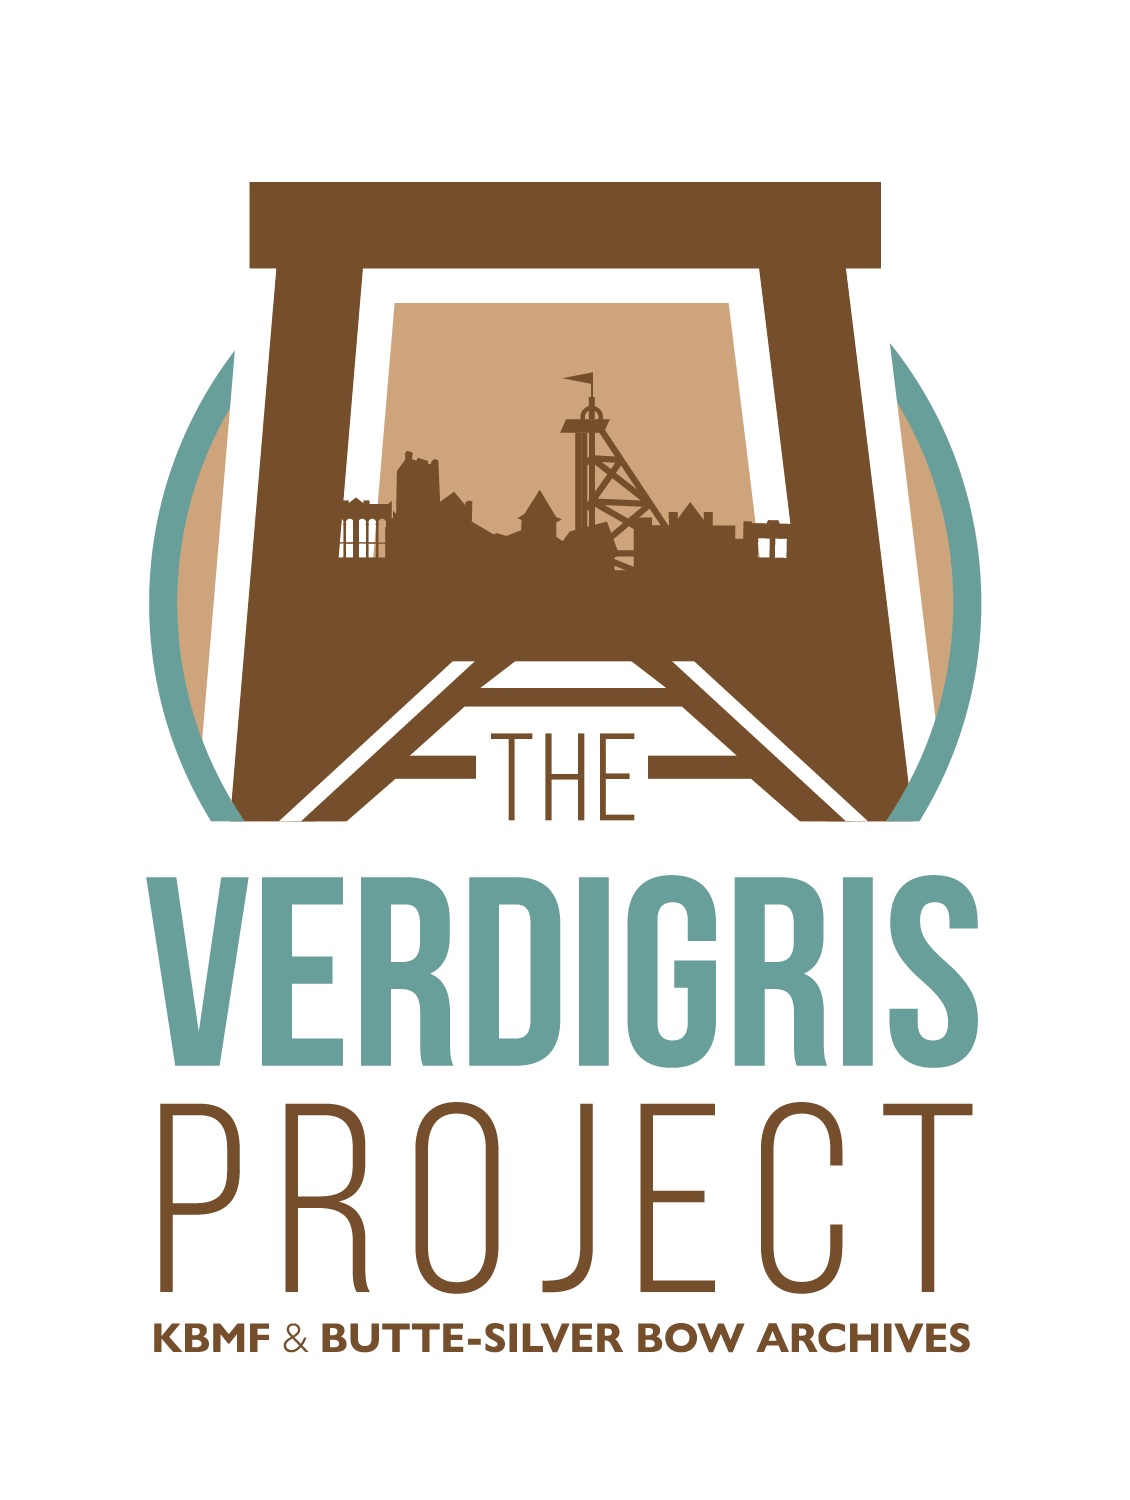 THE
VERDIGRIS
PROJECT
KBMF & BUTTE-SILVER BOW ARCHIVES